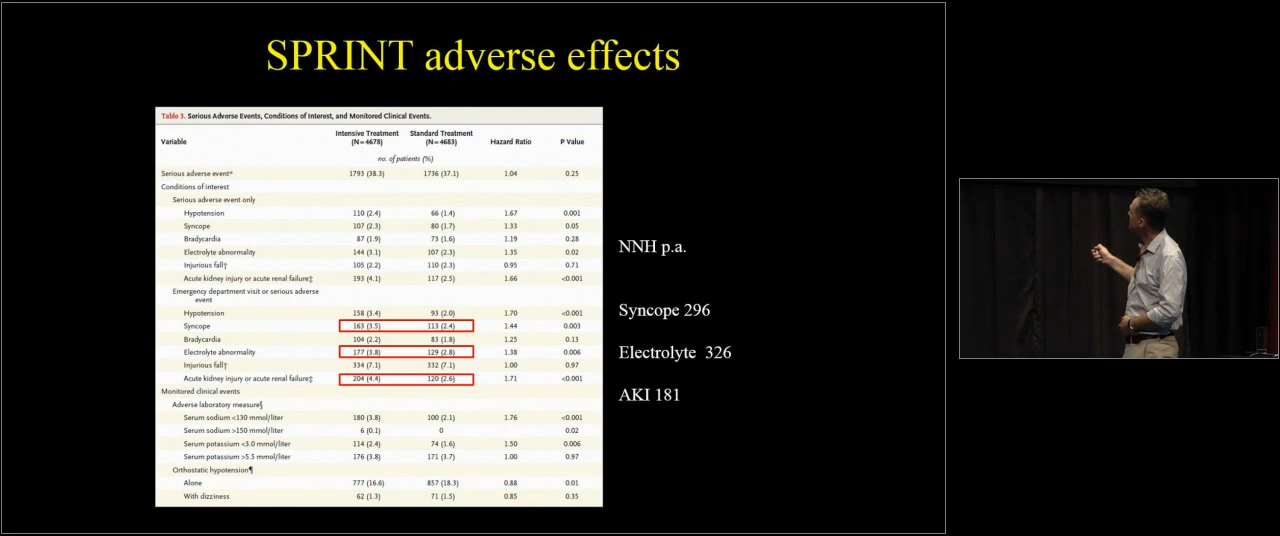 SPRINT adverse effects
Table 3. Serious Adverse Events, Conditions of Interest, and Monitored Clinical Events.
Variable Intensive Treatment (N=4678) Standard Treatment (N=4683) Hazard Ratio P Value
no. of patients (%)
Serious adverse event* 1793 (38.3) 1736 (37.1) 1.04 0.25
Conditions of interest
Serious adverse event only
Hypotension 110 (2.4) 66 (1.4) 1.67 0.001
Syncope 107 (2.3) 80 (1.7) 1.33 0.05
Bradycardia 87 (1.9) 73 (1.6) 1.19 0.28
Electrolyte abnormality 144 (3.1) 107 (2.3) 1.35 0.02
Injurious fall† 105 (2.2) 110 (2.3) 0.95 0.71
Acute kidney injury or acute renal failure‡ 193 (4.1) 117 (2.5) 1.66 <0.001
Emergency department visit or serious adverse
event
Hypotension 158 (3.4) 93 (2.0) 1.70 <0.001
Syncope 163 (3.5) 113 (2.4) 1.44 0.003
Bradycardia 104 (2.2) 83 (1.8) 1.25 0.13
Electrolyte abnormality 177 (3.8) 129 (2.8) 1.38 0.006
Injurious fall† 334 (7.1) 332 (7.1) 1.00 0.97
Acute kidney injury or acute renal failure‡ 204 (4.4) 120 (2.6) 1.71 <0.001
Monitored clinical events
Adverse laboratory measure§
Serum sodium <130 mmol/liter 180 (3.8) 100 (2.1) 1.76 <0.001
Serum sodium >150 mmol/liter 6 (0.1) 0 0.02
Serum potassium <3.0 mmol/liter 114 (2.4) 74 (1.6) 1.50 0.006
Serum potassium >5.5 mmol/liter 176 (3.8) 171 (3.7) 1.00 0.97
Orthostatic hypotension¶
Alone 777 (16.6) 857 (18.3) 0.88 0.01
With dizziness 62 (1.3) 71 (1.5) 0.85 0.35
NNH p.a.
Syncope 296
Electrolyte 326
AKI 181